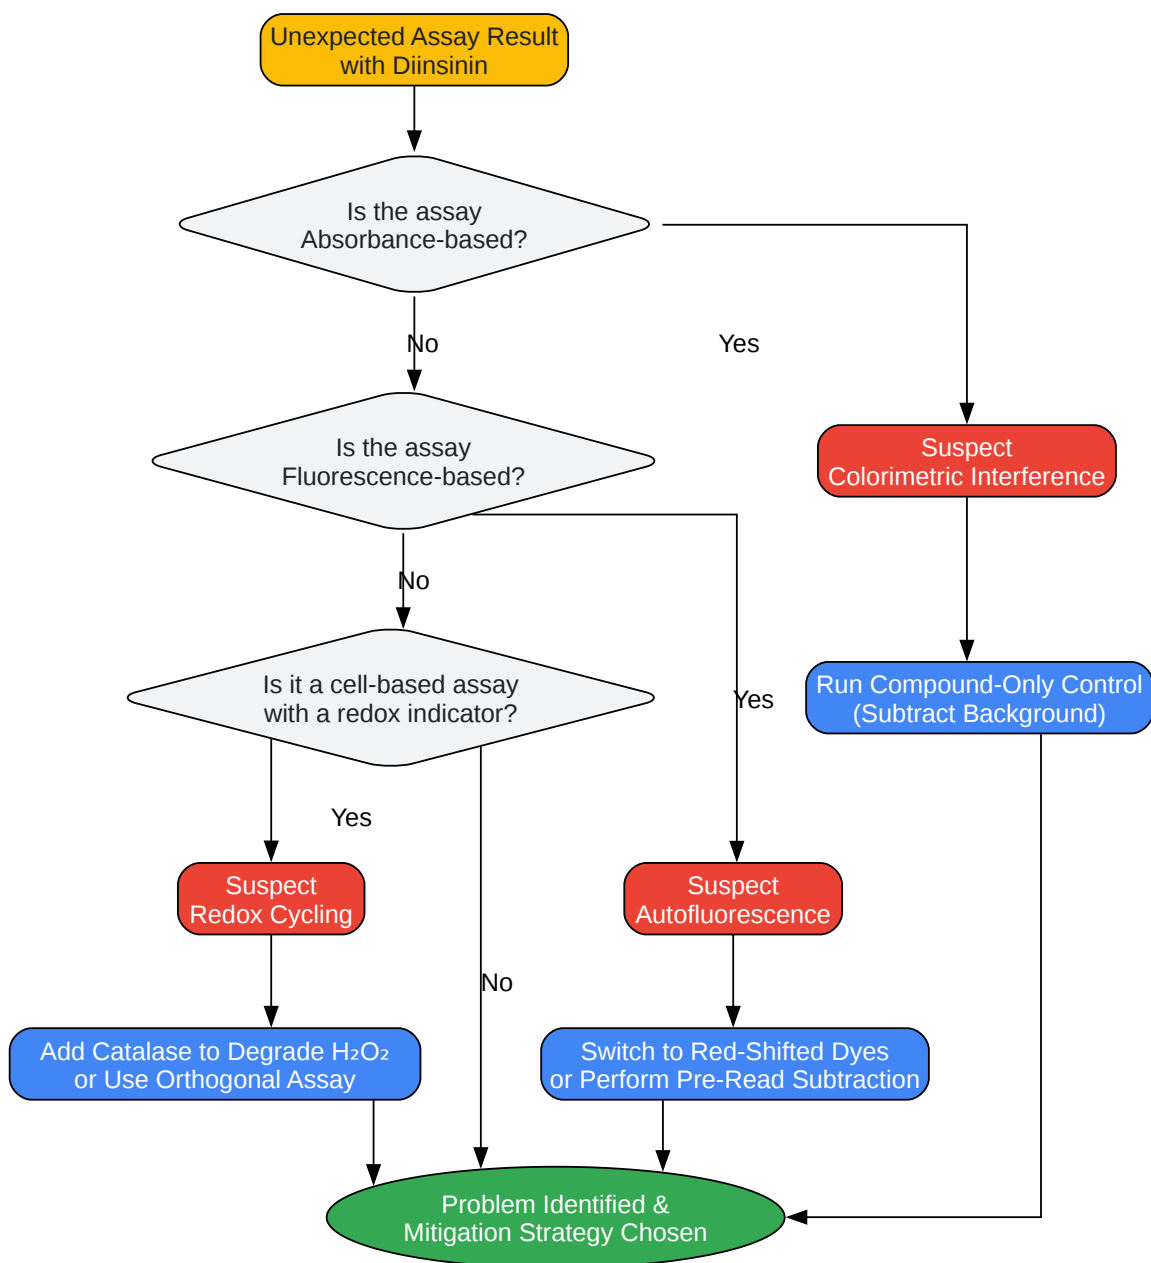 Unexpected Assay Result
with Diinsinin
Is the assay
Absorbance-based?
No
Yes
Is the assay
Fluorescence-based?
Suspect
Colorimetric Interference
No
Is it a cell-based assay
with a redox indicator?
Yes
Run Compound-Only Control
(Subtract Background)
Yes
Suspect
Redox Cycling
Suspect
Autofluorescence
No
Add Catalase to Degrade H₂O₂
or Use Orthogonal Assay
Switch to Red-Shifted Dyes
or Perform Pre-Read Subtraction
Problem Identified &
Mitigation Strategy Chosen